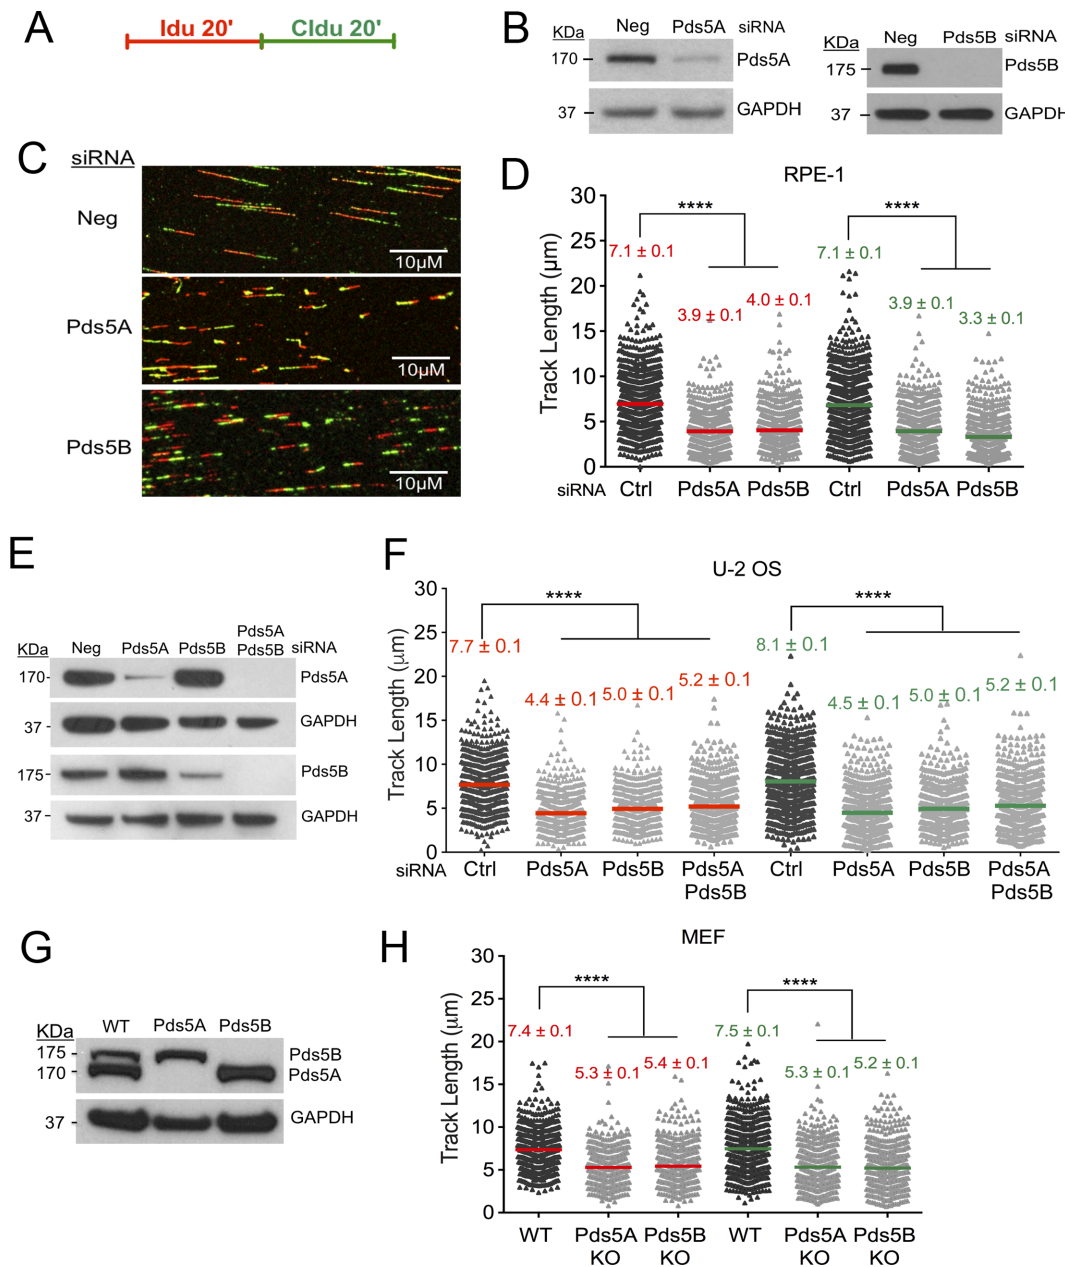 A
Idu 20'
Cldu 20'
B
KDa
Neg
Pds5A
siRNA
170
Pds5A
37
GAPDH
KDa
Neg
Pds5B
siRNA
175
Pds5B
37
GAPDH
C
siRNA
Neg
10µM
Pds5A
10µM
Pds5B
10µM
D
RPE-1
Track Length (µm)
30
25
20
15
10
5
0
****
****
7.1 ± 0.1
3.9 ± 0.1
4.0 ± 0.1
7.1 ± 0.1
3.9 ± 0.1
3.3 ± 0.1
siRNA
Ctrl
Pds5A
Pds5B
Ctrl
Pds5A
Pds5B
E
KDa
Neg
Pds5A
Pds5B
Pds5A
Pds5B
siRNA
170-
Pds5A
37
GAPDH
175
Pds5B
37
GAPDH
F
U-2 OS
Track Length (µm)
30
25
20
15
10
5
0
****
****
7.7 ± 0.1
4.4 ± 0.1
5.0 ± 0.1
5.2 ± 0.1
8.1 ± 0.1
4.5 ± 0.1
5.0 ± 0.1
5.2 ± 0.1
siRNA
Ctrl
Pds5A
Pds5B
Pds5A
Pds5B
Ctrl
Pds5A
Pds5B
Pds5A
Pds5B
G
KDa
WT
Pds5A
Pds5B
175
Pds5B
170
Pds5A
37
GAPDH
H
MEF
Track Length (µm)
30
25
20
15
10
5
0
****
****
7.4 ± 0.1
5.3 ± 0.1
5.4 ± 0.1
7.5 ± 0.1
5.3 ± 0.1
5.2 ± 0.1
WT
Pds5A
KO
Pds5B
KO
WT
Pds5A
KO
Pds5B
KO